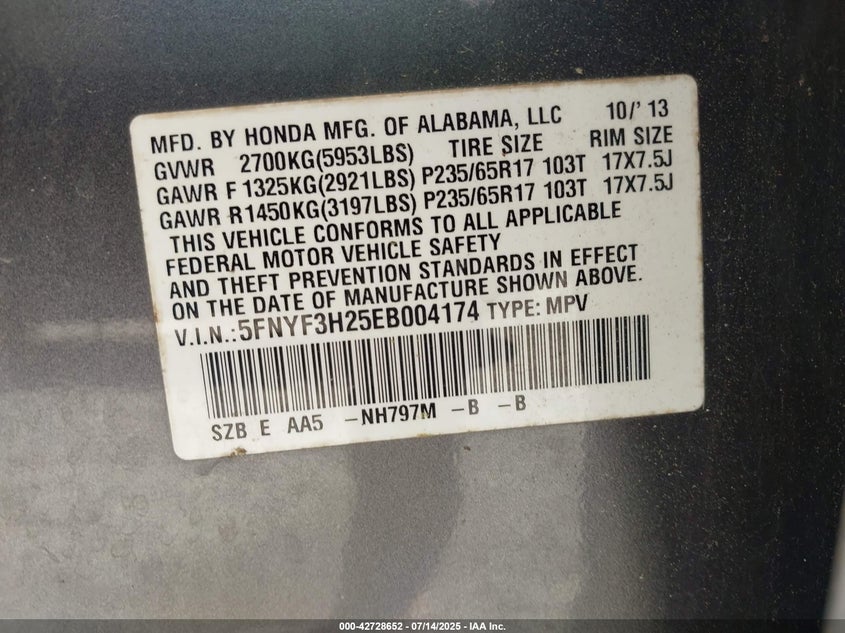 MFD. BY HONDA MFG. OF ALABAMA, LLC 10/'13
GVWR 2700KG(5953LBS) TIRE SIZE RIM SIZE
GAWR F 1325KG(2921LBS) P235/65R17 103T 17X7.5J
GAWR R1450KG(3197LBS) P235/65R17 103T 17X7.5J
THIS VEHICLE CONFORMS TO ALL APPLICABLE
FEDERAL MOTOR VEHICLE SAFETY
AND THEFT PREVENTION STANDARDS IN EFFECT
ON THE DATE OF MANUFACTURE SHOWN ABOVE.
V.I.N.:5FNYF3H25EB004174 TYPE: MPV
SZB E AA5 -NH797M -B -B
000-42728652 - 07/14/2025 - IAA Inc.